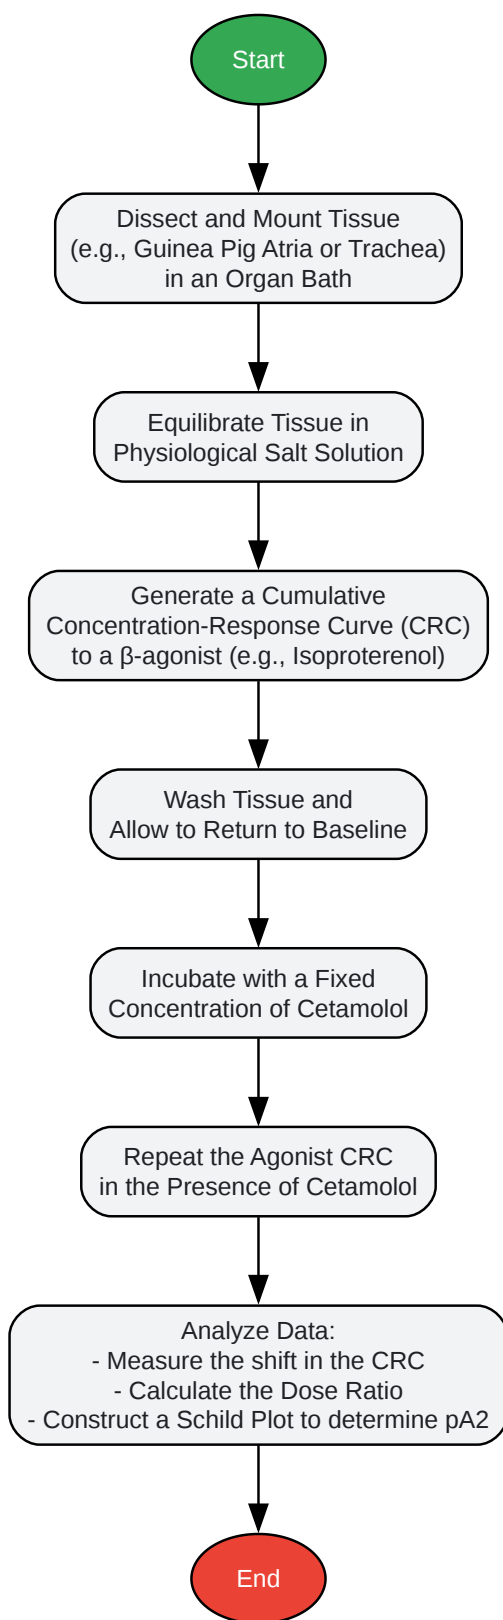 Start
Dissect and Mount Tissue
(e.g., Guinea Pig Atria or Trachea)
in an Organ Bath
Equilibrate Tissue in
Physiological Salt Solution
Generate a Cumulative
Concentration-Response Curve (CRC)
to a β-agonist (e.g., Isoproterenol)
Wash Tissue and
Allow to Return to Baseline
Incubate with a Fixed
Concentration of Cetamolol
Repeat the Agonist CRC
in the Presence of Cetamolol
Analyze Data:
- Measure the shift in the CRC
- Calculate the Dose Ratio
- Construct a Schild Plot to determine pA2
End